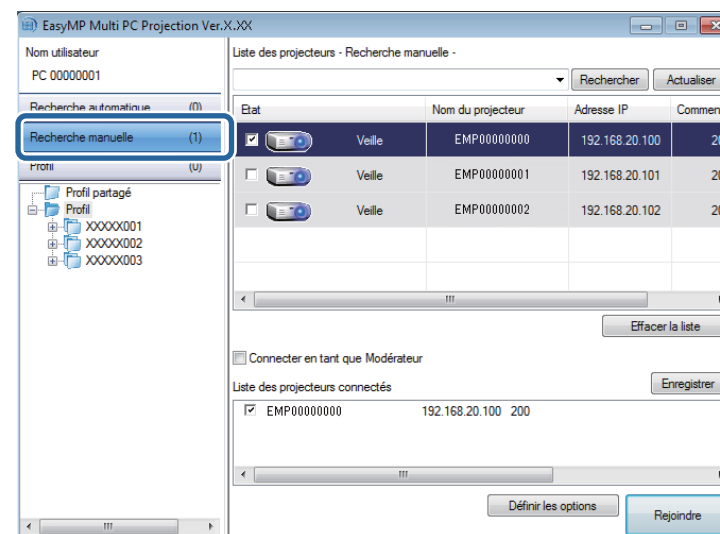 EasyMP Multi PC Projection Ver.X.XX
Nom utilisateur
PC 00000001
Recherche automatique (0)
Recherche manuelle (1)
Profil (0)
Profil partagé
Profil
XXXXX001
XXXXX002
XXXXX003
Liste des projecteurs - Recherche manuelle -
Rechercher Actualiser
Etat Nom du projecteur Adresse IP Commen
Veille EMP00000000 192.168.20.100 20
Veille EMP00000001 192.168.20.101 20
Veille EMP00000002 192.168.20.102 20
Effacer la liste
Connecter en tant que Modérateur
Liste des projecteurs connectés Enregistrer
EMP00000000 192.168.20.100 200
Définir les options Rejoindre